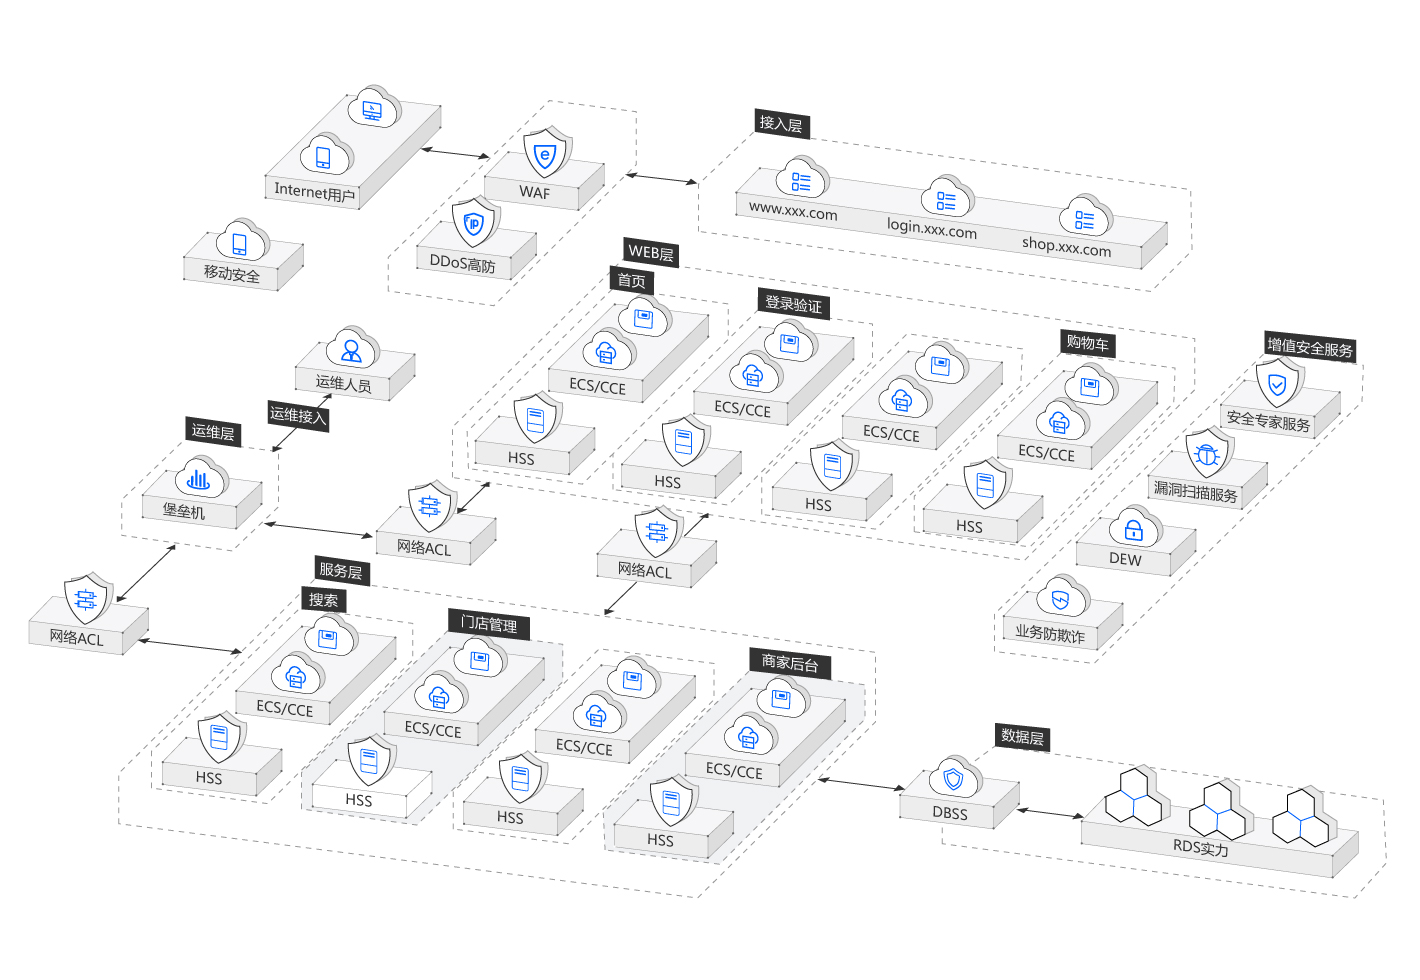 接入层
Internet用户
WAF
www.xxx.com
login.xxx.com
shop.xxx.com
DDoS高防
移动安全
WEB层
首页
登录验证
购物车
增值安全服务
ECS/CCE
ECS/CCE
ECS/CCE
ECS/CCE
HSS
HSS
HSS
HSS
安全专家服务
漏洞扫描服务
DEW
业务防欺诈
运维人员
运维接入
运维层
堡垒机
网络ACL
网络ACL
网络ACL
服务层
搜索
门店管理
商家后台
ECS/CCE
ECS/CCE
ECS/CCE
ECS/CCE
HSS
HSS
HSS
HSS
数据层
DBSS
RDS实力